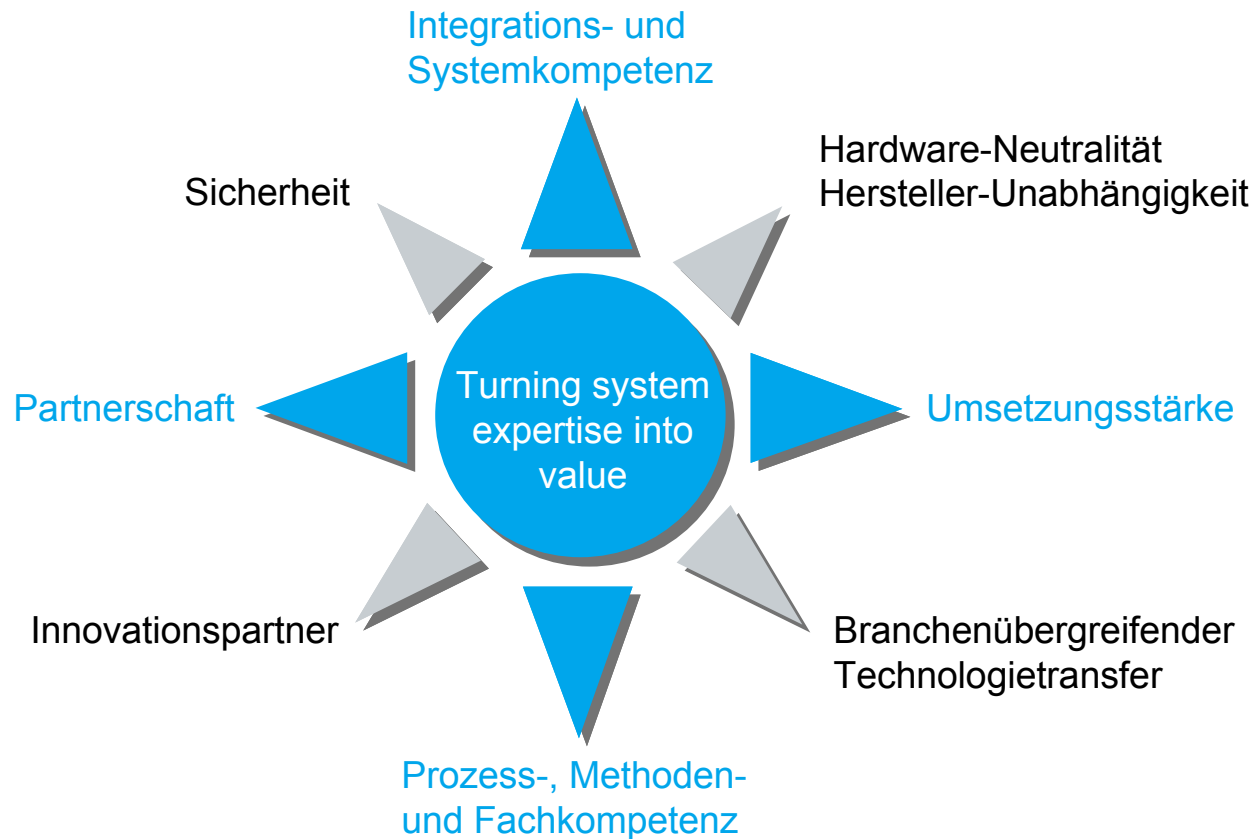 Integrations- und
Systemkompetenz
Hardware-Neutralität
Hersteller-Unabhängigkeit
Sicherheit
Turning system
expertise into
value
Partnerschaft
Umsetzungsstärke
Innovationspartner
Branchenübergreifender
Technologietransfer
Prozess-, Methoden-
und Fachkompetenz